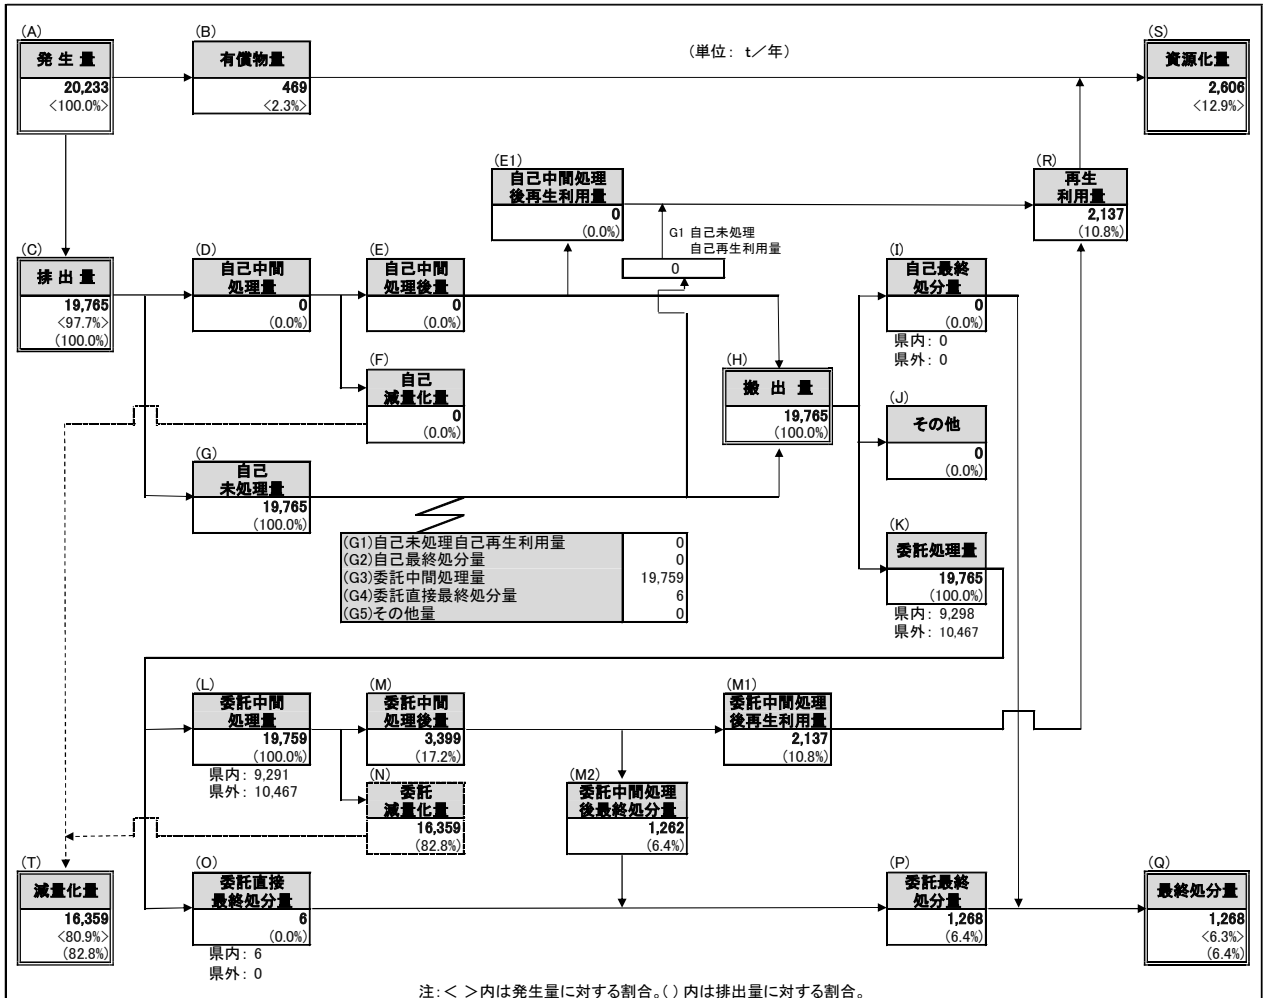 (A)
発 生 量
20,233
<100.0%>
(B)
有償物量
469
<2.3%>
(単位： t／年)
(S)
資源化量
2,606
<12.9%>
(E1)
自己中間処理
後再生利用量
0
(0.0%)
G1 自己未処理
自己再生利用量
0
(R)
再生
利用量
2,137
(10.8%)
(C)
排 出 量
19,765
<97.7%>
(100.0%)
(D)
自己中間
処理量
0
(0.0%)
(E)
自己中間
処理後量
0
(0.0%)
(F)
自己
減量化量
0
(0.0%)
(G)
自己
未処理量
19,765
(100.0%)
(H)
搬 出 量
19,765
(100.0%)
(I)
自己最終
処分量
0
(0.0%)
県内： 0
県外： 0
(J)
その他
0
(0.0%)
(K)
委託処理量
19,765
(100.0%)
県内： 9,298
県外： 10,467
(G1)自己未処理自己再生利用量 0
(G2)自己最終処分量 0
(G3)委託中間処理量 19,759
(G4)委託直接最終処分量 6
(G5)その他量 0
(L)
委託中間
処理量
19,759
(100.0%)
県内： 9,291
県外： 10,467
(M)
委託中間
処理後量
3,399
(17.2%)
(N)
委託
減量化量
16,359
(82.8%)
(M1)
委託中間処理
後再生利用量
2,137
(10.8%)
(M2)
委託中間処理
後最終処分量
1,262
(6.4%)
(T)
減量化量
16,359
<80.9%>
(82.8%)
(O)
委託直接
最終処分量
6
(0.0%)
県内： 6
県外： 0
(P)
委託最終
処分量
1,268
(6.4%)
(Q)
最終処分量
1,268
<6.3%>
(6.4%)
注：＜ ＞内は発生量に対する割合。( ) 内は排出量に対する割合。